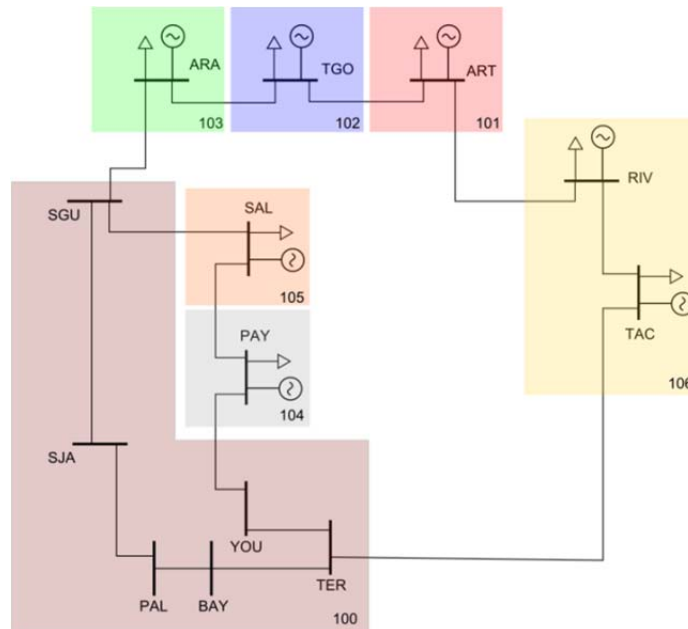 ARA
TGO
ART
103
102
101
RIV
SGU
SAL
105
TAC
PAY
106
104
SJA
YOU
TER
PAL
BAY
100